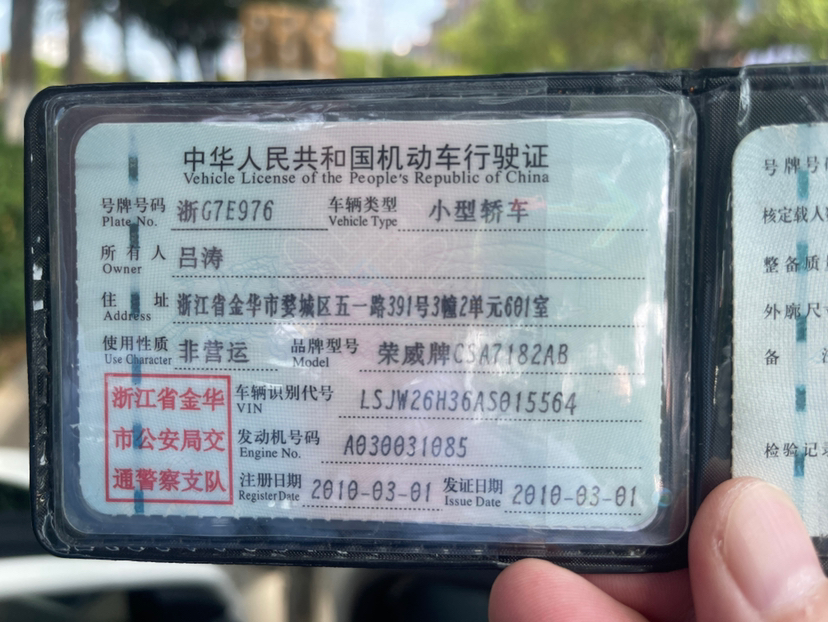 中华人民共和国机动车行驶证
Vehicle License of the People's Republic of China
号牌号码 浙G7E976 车辆类型 小型轿车
Plate No. Vehicle Type
所有人 吕涛
Owner
住址 浙江省金华市婺城区五一路391号3幢2单元601室
Address
使用性质 非营运 品牌型号 荣威牌CSA7182AB
Use Character Model
浙江省金华
市公安局交
通警察支队
车辆识别代号 LSJW26H36AS015564
VIN
发动机号码 A030031085
Engine No.
注册日期 2010-03-01 发证日期 2010-03-01
Register Date Issue Date
号牌号
核定载人
整备质
外廓尺
备
检验记